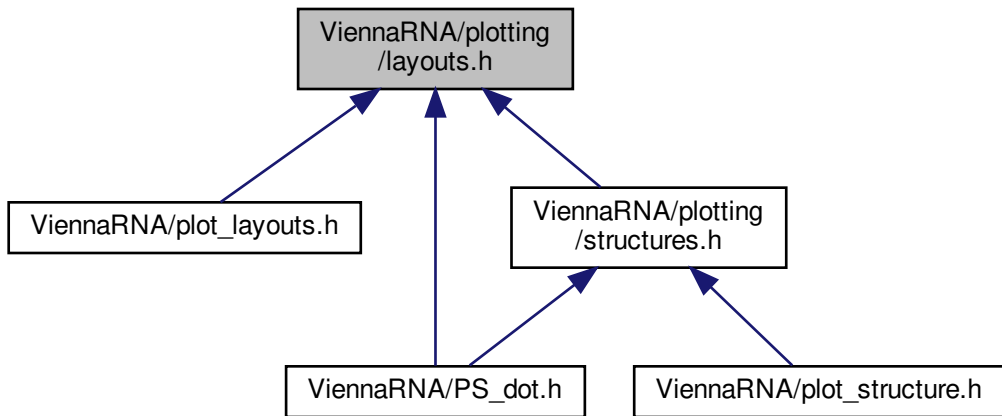 ViennaRNA/plotting
/layouts.h
ViennaRNA/plot_layouts.h
ViennaRNA/plotting
/structures.h
ViennaRNA/PS_dot.h
ViennaRNA/plot_structure.h